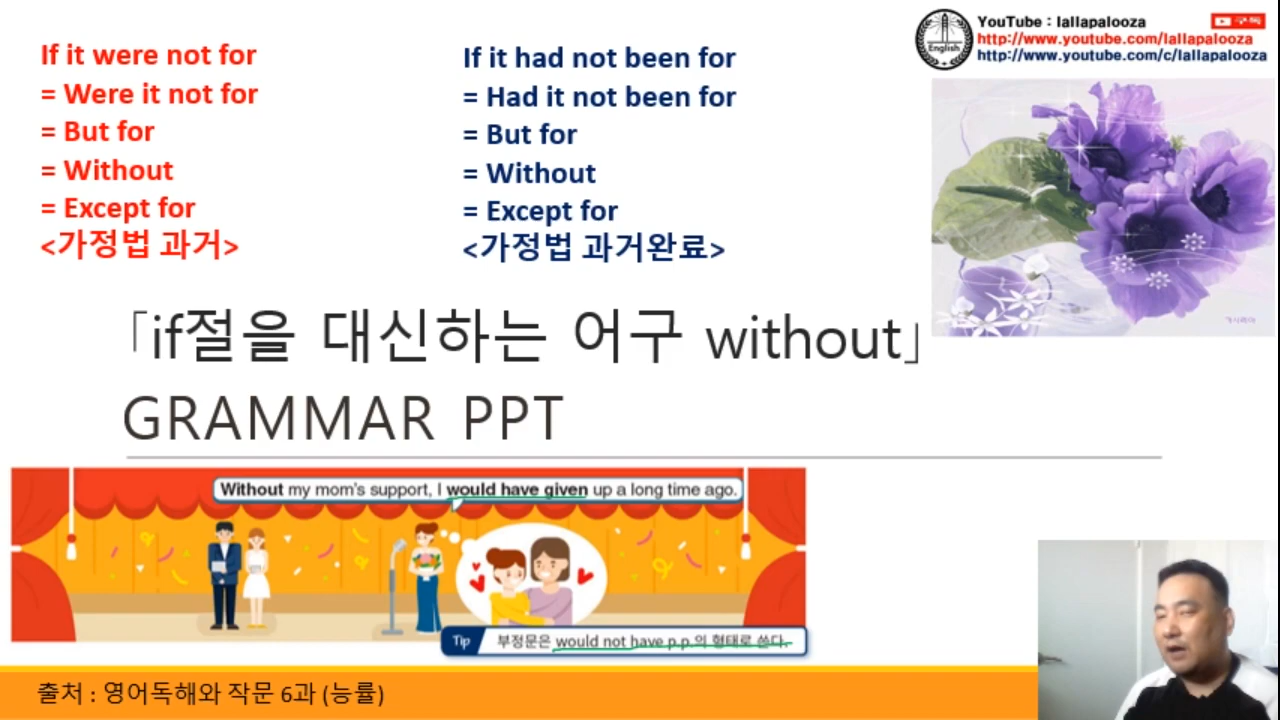 If it were not for
= Were it not for
= But for
= Without
= Except for
<가정법 과거>
If it had not been for
= Had it not been for
= But for
= Without
= Except for
<가정법 과거완료>
English
YouTube : lallapalooza
구독
http://www.youtube.com/lallapalooza
http://www.youtube.com/c/lallapalooza
「if절을 대신하는 어구 without」
GRAMMAR PPT
Without my mom's support, I would have given up a long time ago.
Tip 부정문은 would not have p.p.의 형태로 쓴다.
출처 : 영어독해와 작문 6과 (능률)